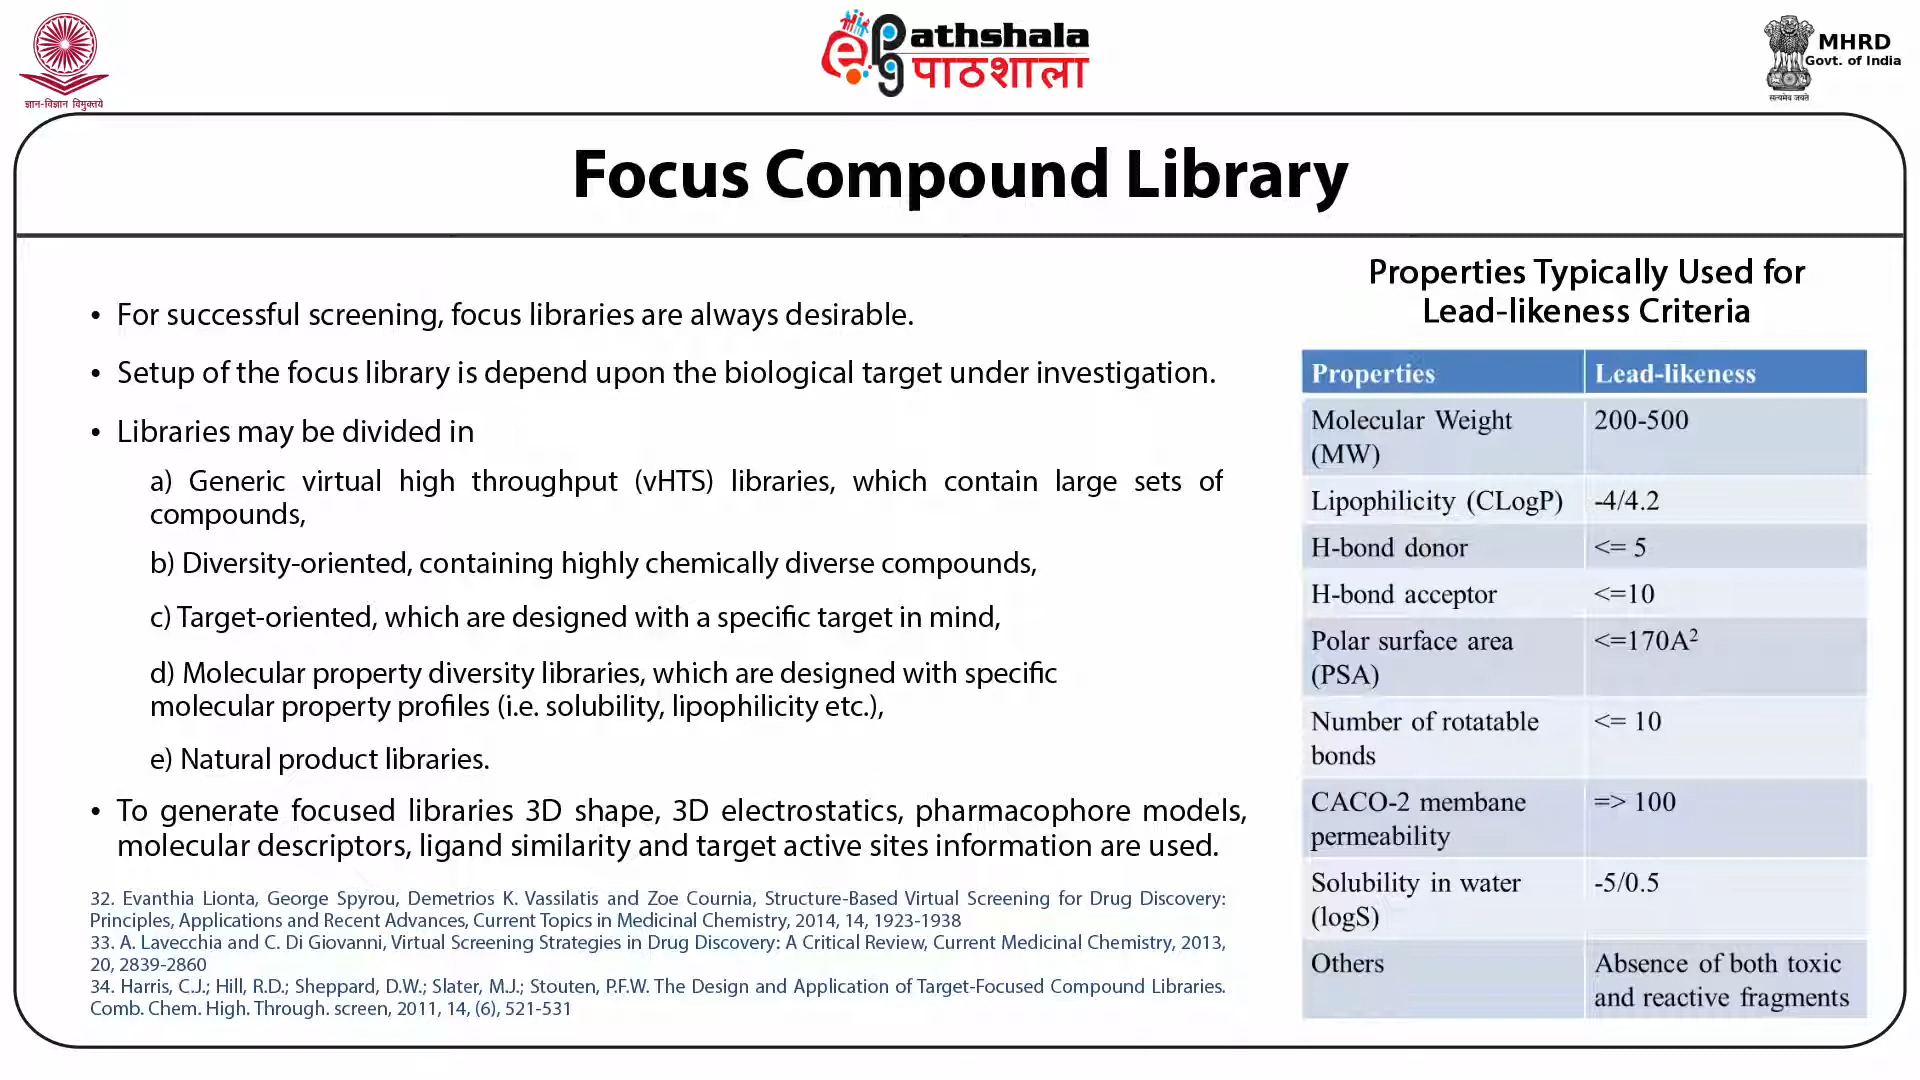 ज्ञान-विज्ञान विमुक्तये
ePathshala
पाठशाला
MHRD
Govt. of India
सत्यमेव जयते
Focus Compound Library
• For successful screening, focus libraries are always desirable.
• Setup of the focus library is depend upon the biological target under investigation.
• Libraries may be divided in
a) Generic virtual high throughput (vHTS) libraries, which contain large sets of
compounds,
b) Diversity-oriented, containing highly chemically diverse compounds,
c) Target-oriented, which are designed with a specific target in mind,
d) Molecular property diversity libraries, which are designed with specific
molecular property profiles (i.e. solubility, lipophilicity etc.),
e) Natural product libraries.
• To generate focused libraries 3D shape, 3D electrostatics, pharmacophore models,
molecular descriptors, ligand similarity and target active sites information are used.
32. Evanthia Lionta, George Spyrou, Demetrios K. Vassilatis and Zoe Cournia, Structure-Based Virtual Screening for Drug Discovery:
Principles, Applications and Recent Advances, Current Topics in Medicinal Chemistry, 2014, 14, 1923-1938
33. A. Lavecchia and C. Di Giovanni, Virtual Screening Strategies in Drug Discovery: A Critical Review, Current Medicinal Chemistry, 2013,
20, 2839-2860
34. Harris, C.J.; Hill, R.D.; Sheppard, D.W.; Slater, M.J.; Stouten, P.F.W. The Design and Application of Target-Focused Compound Libraries.
Comb. Chem. High. Through. screen, 2011, 14, (6), 521-531
Properties Typically Used for
Lead-likeness Criteria
Properties Lead-likeness
Molecular Weight 200-500
(MW)
Lipophilicity (CLogP) -4/4.2
H-bond donor <= 5
H-bond acceptor <=10
Polar surface area <=170A²
(PSA)
Number of rotatable <= 10
bonds
CACO-2 membane => 100
permeability
Solubility in water -5/0.5
(logS)
Others Absence of both toxic
and reactive fragments